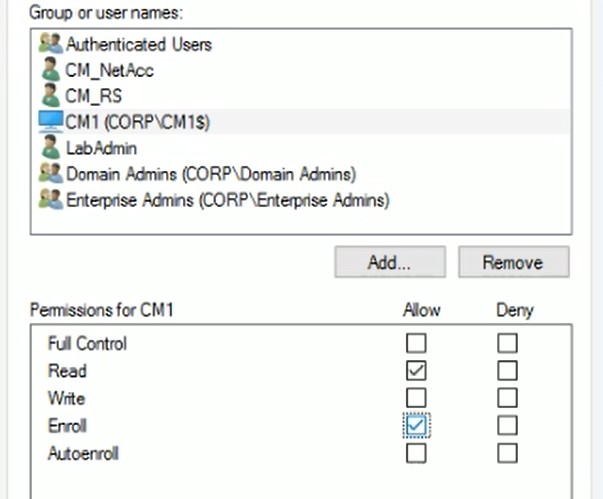 Group or user names:
Authenticated Users
CM_NetAcc
CM_RS
CM1 (CORP\CM1$)
LabAdmin
Domain Admins (CORP\Domain Admins)
Enterprise Admins (CORP\Enterprise Admins)
Add... Remove
Permissions for CM1 Allow Deny
Full Control
Read
Write
Enroll
Autoenroll